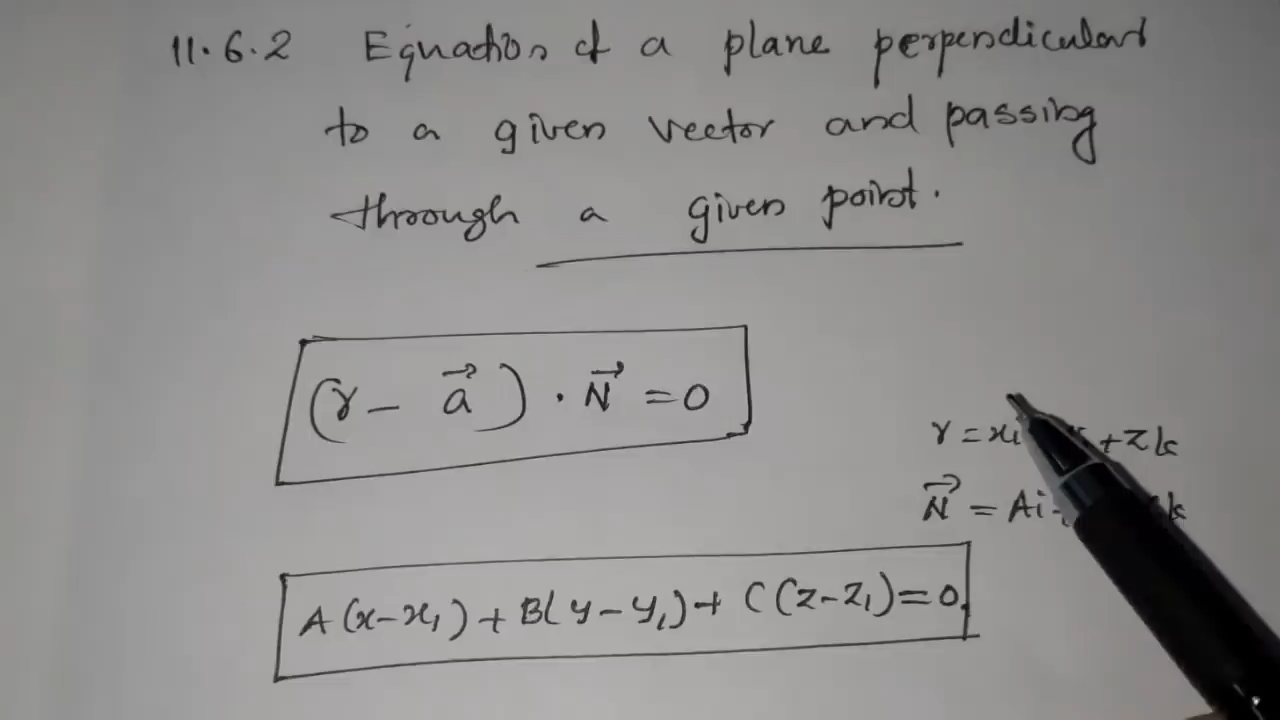 11.6.2 Equation of a plane perpendicular
to a given vector and passing
through a given point.
(r - a⃗) · N⃗ = 0
r = xi + zk
N⃗ = Ai k
A(x-x₁) + B(y-y₁) + C(z-z₁) = 0